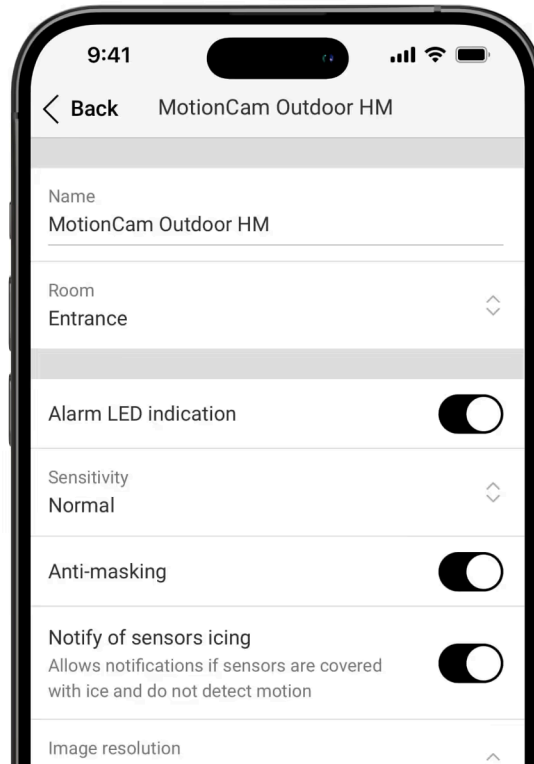 9:41
Back MotionCam Outdoor HM
Name
MotionCam Outdoor HM
Room
Entrance
Alarm LED indication
Sensitivity
Normal
Anti-masking
Notify of sensors icing
Allows notifications if sensors are covered
with ice and do not detect motion
Image resolution